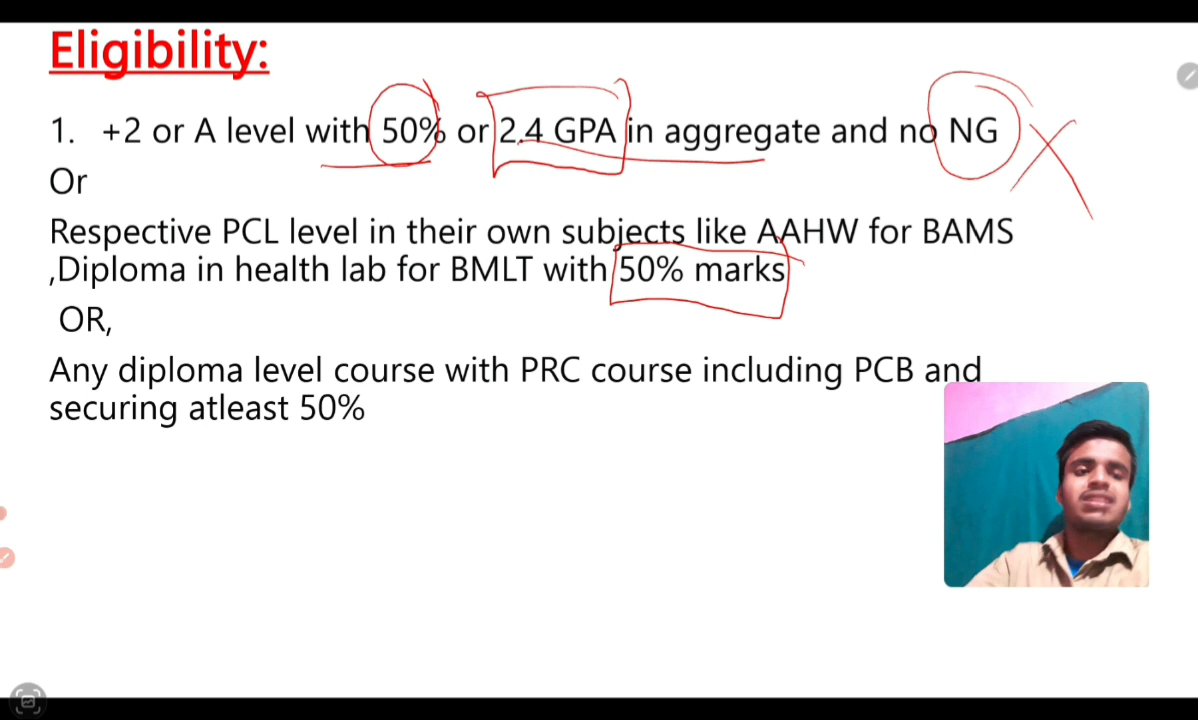 Eligibility:
1. +2 or A level with 50% or 2.4 GPA in aggregate and no NG
Or
Respective PCL level in their own subjects like AAHW for BAMS
,Diploma in health lab for BMLT with 50% marks
OR,
Any diploma level course with PRC course including PCB and
securing atleast 50%